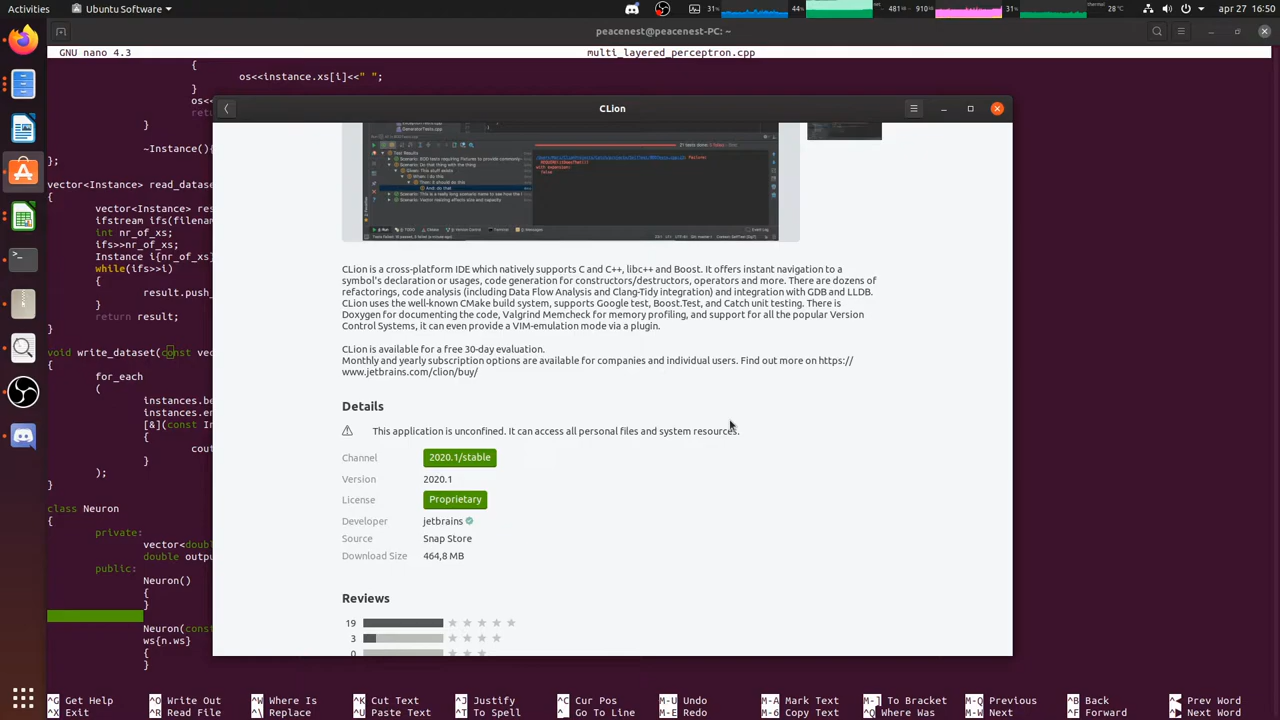 Activities
Ubuntu Software
31%
44%
481
910
31%
28°C
apr 27 16:50
peacenest@peacenest-PC: ~
GNU nano 4.3
multi_layered_perceptron.cpp
{
os<<instance.xs[i]<<" ";
}
os<
retu
}
~Instance(){
};
vector<Instance> read_datase
{
vector<Instance> res
ifstream ifs(filenam
int nr_of_xs;
ifs>>nr_of_xs;
Instance i{nr_of_xs
while(ifs>>i)
{
result.push_
}
return result;
}
void write_dataset(const vec
{
for_each
(
instances.be
instances.en
[&](const In
{
cout
}
);
}
class Neuron
{
private:
vector<doubl
double outpu
public:
Neuron()
{
}
Neuron(const
ws{n.ws}
{
}
CLion
CLion is a cross-platform IDE which natively supports C and C++, libc++ and Boost. It offers instant navigation to a
symbol's declaration or usages, code generation for constructors/destructors, operators and more. There are dozens of
refactorings, code analysis (including Data Flow Analysis and Clang-Tidy integration) and integration with GDB and LLDB.
CLion uses the well-known CMake build system, supports Google test, Boost.Test, and Catch unit testing. There is
Doxygen for documenting the code, Valgrind Memcheck for memory profiling, and support for all the popular Version
Control Systems, it can even provide a VIM-emulation mode via a plugin.
CLion is available for a free 30-day evaluation.
Monthly and yearly subscription options are available for companies and individual users. Find out more on https://
www.jetbrains.com/clion/buy/
Details
This application is unconfined. It can access all personal files and system resources.
Channel 2020.1/stable
Version 2020.1
License Proprietary
Developer jetbrains
Source Snap Store
Download Size 464,8 MB
Reviews
19
3
0
^G Get Help ^O Write Out ^W Where Is ^K Cut Text ^J Justify ^C Cur Pos M-U Undo M-A Mark Text M-] To Bracket M-Q Previous ^B Back Prev Word
^X Exit ^R Read File ^\ Replace ^U Paste Text ^T To Spell ^_ Go To Line M-E Redo M-6 Copy Text ^Q Where Was M-W Next ^F Forward Next Word